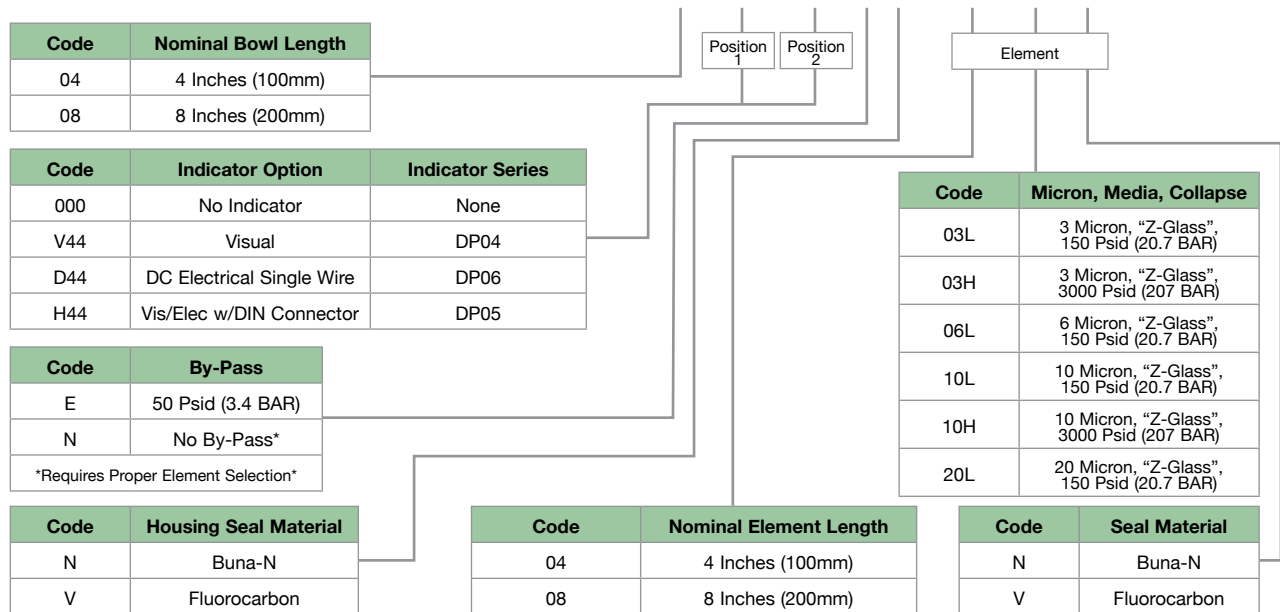 Code Nominal Bowl Length
04 4 Inches (100mm)
08 8 Inches (200mm)
Position
1
Position
2
Element
Code Indicator Option Indicator Series
000 No Indicator None
V44 Visual DP04
D44 DC Electrical Single Wire DP06
H44 Vis/Elec w/DIN Connector DP05
Code Micron, Media, Collapse
03L 3 Micron, “Z-Glass”,
150 Psid (20.7 BAR)
03H 3 Micron, “Z-Glass”,
3000 Psid (207 BAR)
06L 6 Micron, “Z-Glass”,
150 Psid (20.7 BAR)
10L 10 Micron, “Z-Glass”,
150 Psid (20.7 BAR)
10H 10 Micron, “Z-Glass”,
3000 Psid (207 BAR)
20L 20 Micron, “Z-Glass”,
150 Psid (20.7 BAR)
Code By-Pass
E 50 Psid (3.4 BAR)
N No By-Pass*
*Requires Proper Element Selection*
Code Housing Seal Material
N Buna-N
V Fluorocarbon
Code Nominal Element Length
04 4 Inches (100mm)
08 8 Inches (200mm)
Code Seal Material
N Buna-N
V Fluorocarbon